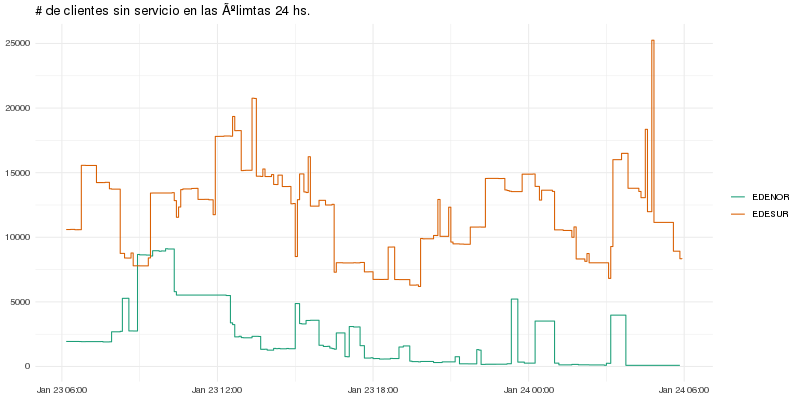 # de clientes sin servicio en las Ãºlimtas 24 hs.
25000
20000
15000
10000
5000
0
Jan 23 06:00
Jan 23 12:00
Jan 23 18:00
Jan 24 00:00
Jan 24 06:00
EDENOR
EDESUR